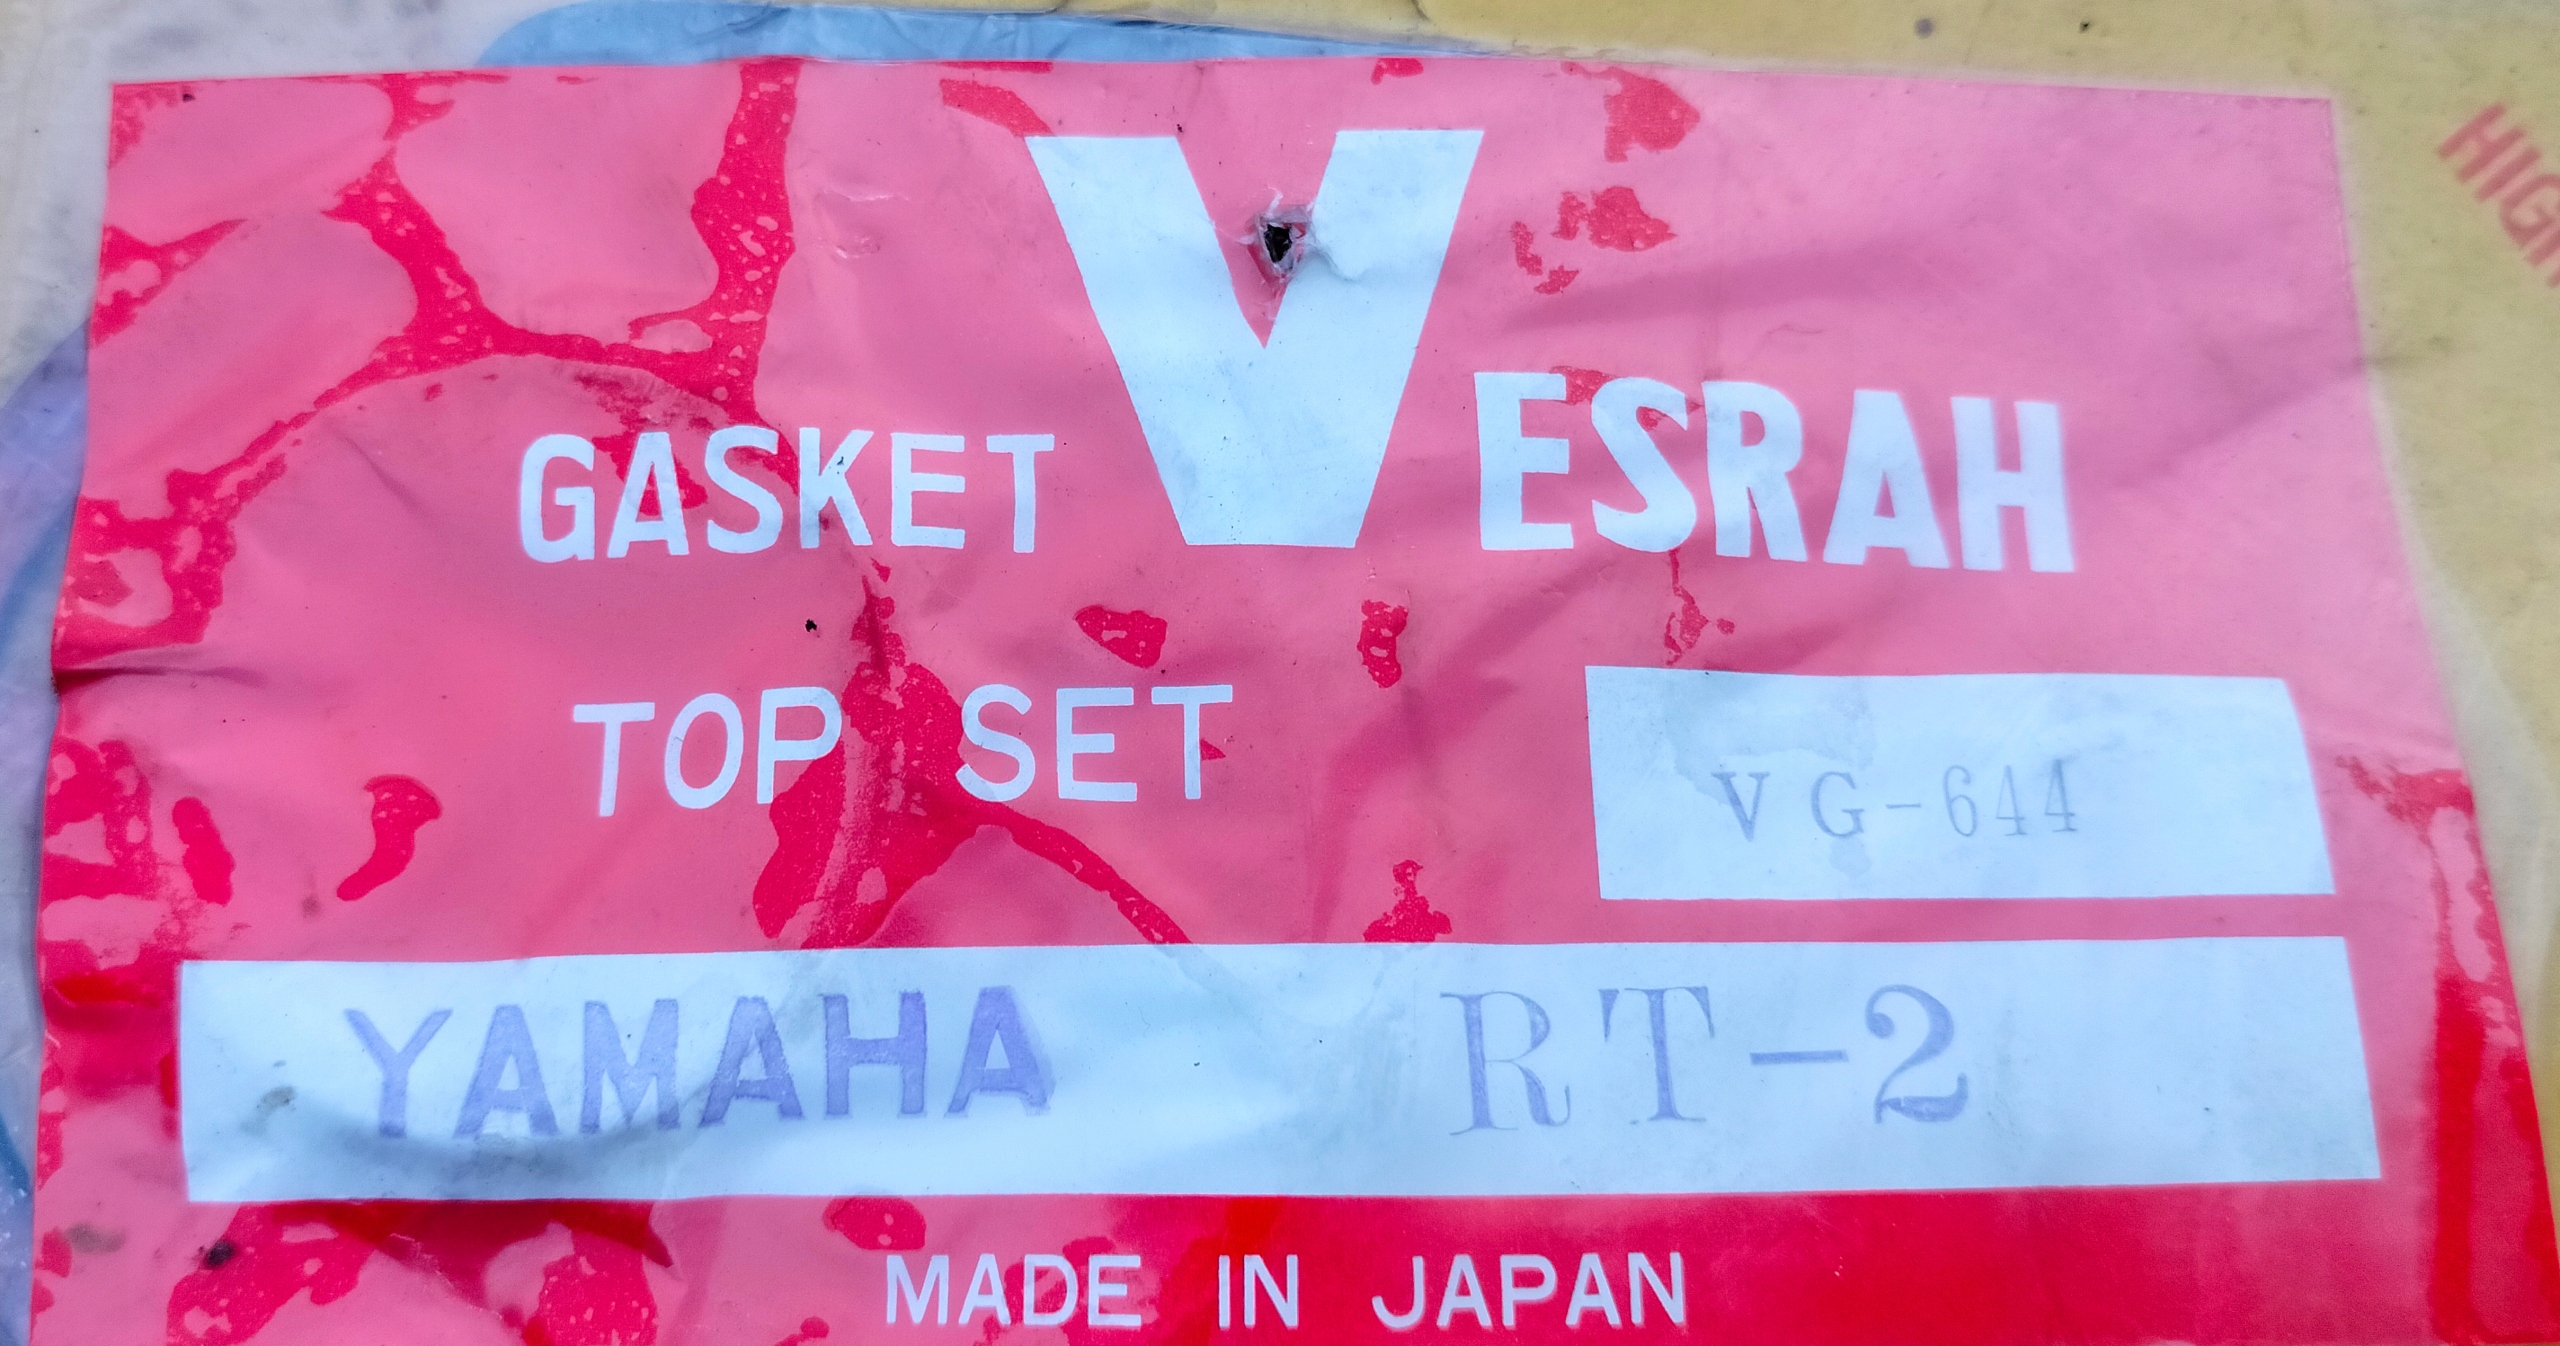 GASKET VESRAH
TOP SET
VG-644
YAMAHA RT-2
MADE IN JAPAN